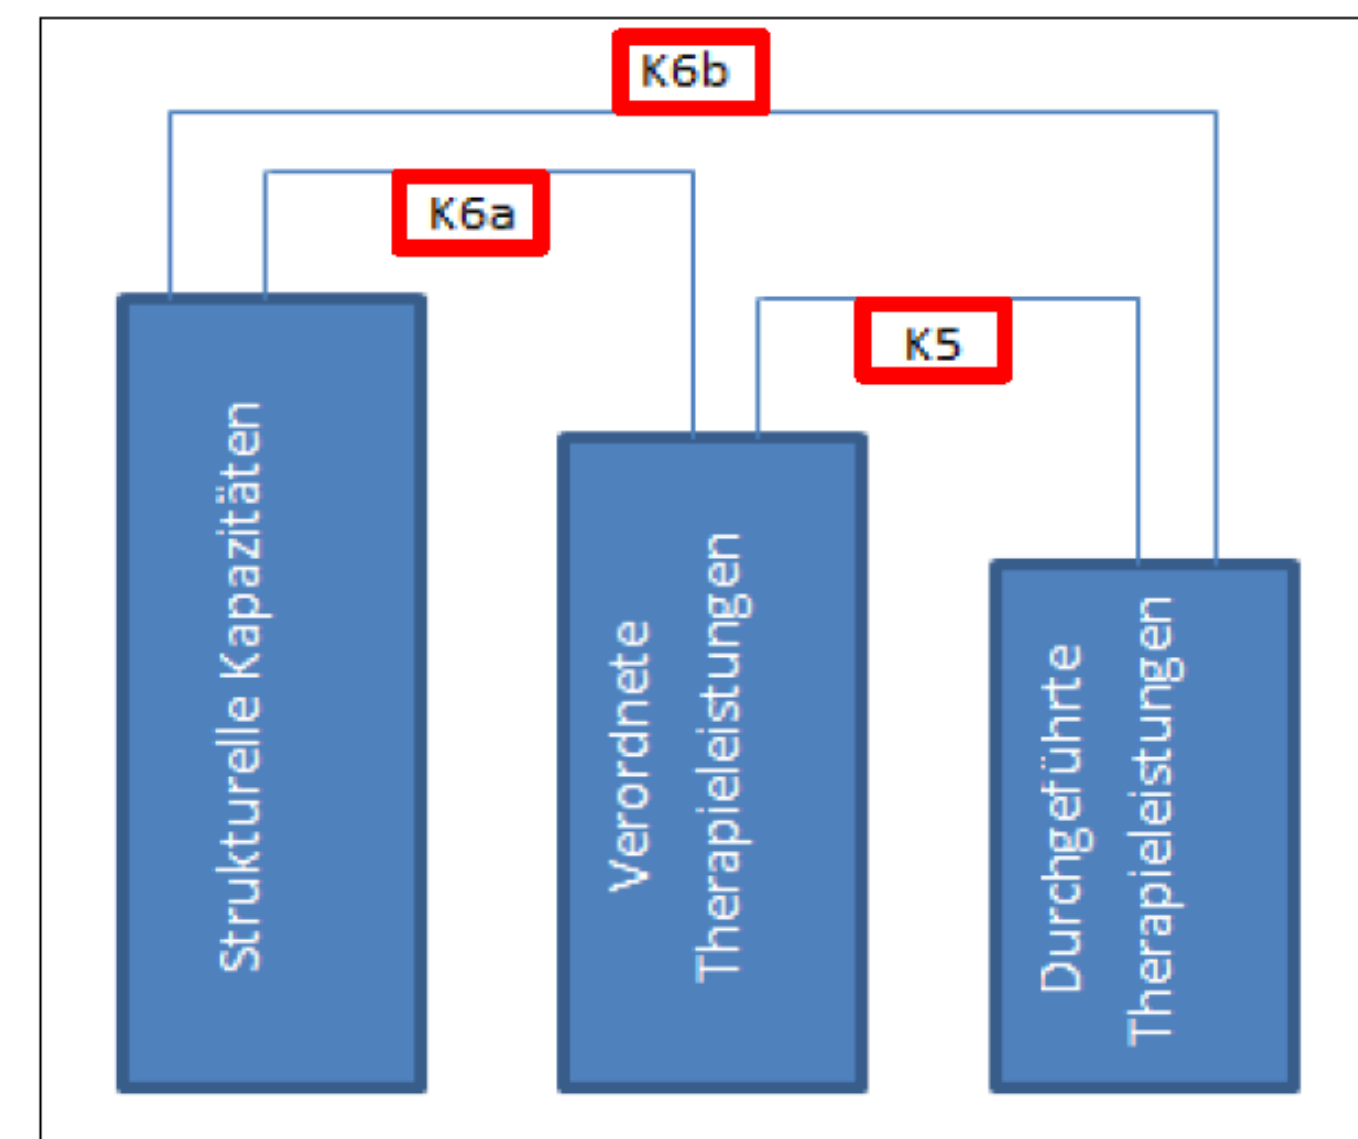 K6b
K6a
K5
Strukturelle Kapazitäten
Verordnete
Therapieleistungen
Durchgeführte
Therapieleistungen